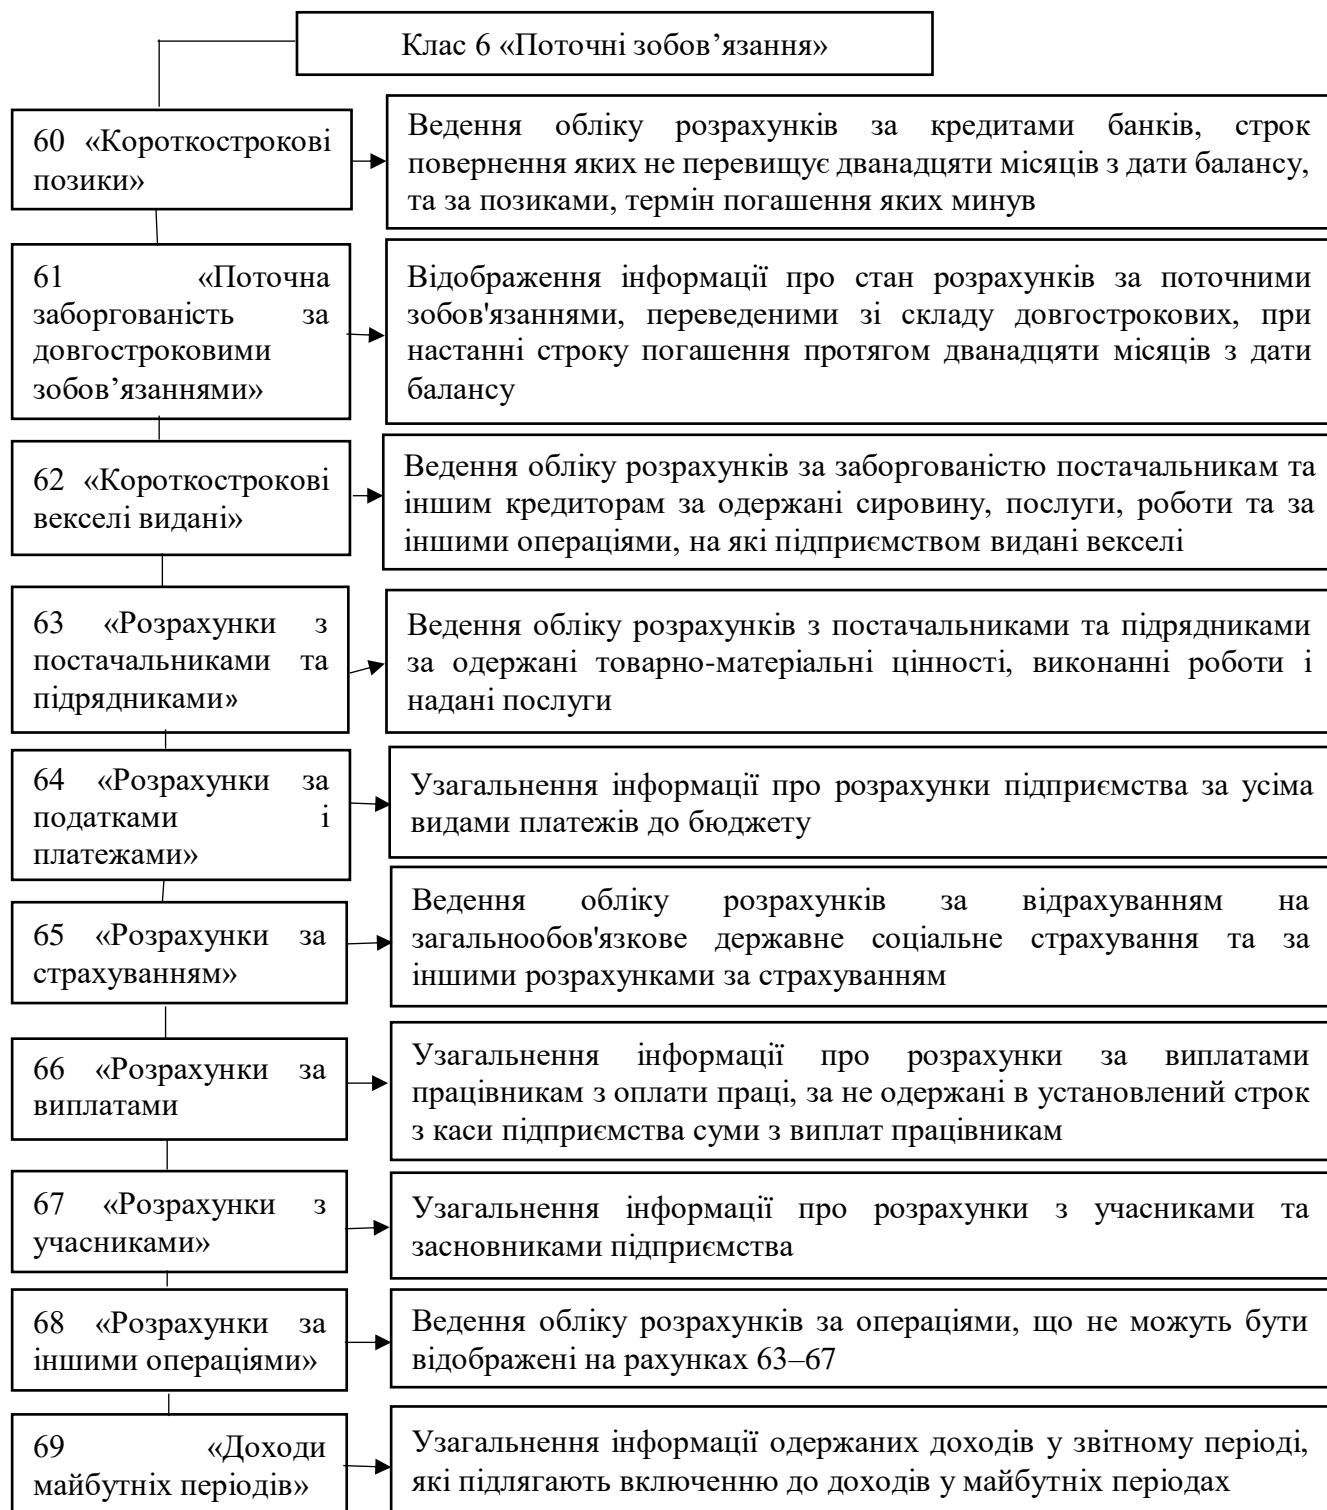 Клас 6 «Поточні зобов’язання»
60 «Короткострокові
позики»
Ведення обліку розрахунків за кредитами банків, строк
повернення яких не перевищує дванадцяти місяців з дати балансу,
та за позиками, термін погашення яких минув
61 «Поточна
заборгованість за
довгостроковими
зобов’язаннями»
Відображення інформації про стан розрахунків за поточними
зобов'язаннями, переведеними зі складу довгострокових, при
настанні строку погашення протягом дванадцяти місяців з дати
балансу
62 «Короткострокові
векселі видані»
Ведення обліку розрахунків за заборгованістю постачальникам та
іншим кредиторам за одержані сировину, послуги, роботи та за
іншими операціями, на які підприємством видані векселі
63 «Розрахунки з
постачальниками та
підрядниками»
Ведення обліку розрахунків з постачальниками та підрядниками
за одержані товарно-матеріальні цінності, виконанні роботи і
надані послуги
64 «Розрахунки за
податками і
платежами»
Узагальнення інформації про розрахунки підприємства за усіма
видами платежів до бюджету
65 «Розрахунки за
страхуванням»
Ведення обліку розрахунків за відрахуванням на
загальнообов'язкове державне соціальне страхування та за
іншими розрахунками за страхуванням
66 «Розрахунки за
виплатами
Узагальнення інформації про розрахунки за виплатами
працівникам з оплати праці, за не одержані в установлений строк
з каси підприємства суми з виплат працівникам
67 «Розрахунки з
учасниками»
Узагальнення інформації про розрахунки з учасниками та
засновниками підприємства
68 «Розрахунки за
іншими операціями»
Ведення обліку розрахунків за операціями, що не можуть бути
відображені на рахунках 63–67
69 «Доходи
майбутніх періодів»
Узагальнення інформації одержаних доходів у звітному періоді,
які підлягають включенню до доходів у майбутніх періодах